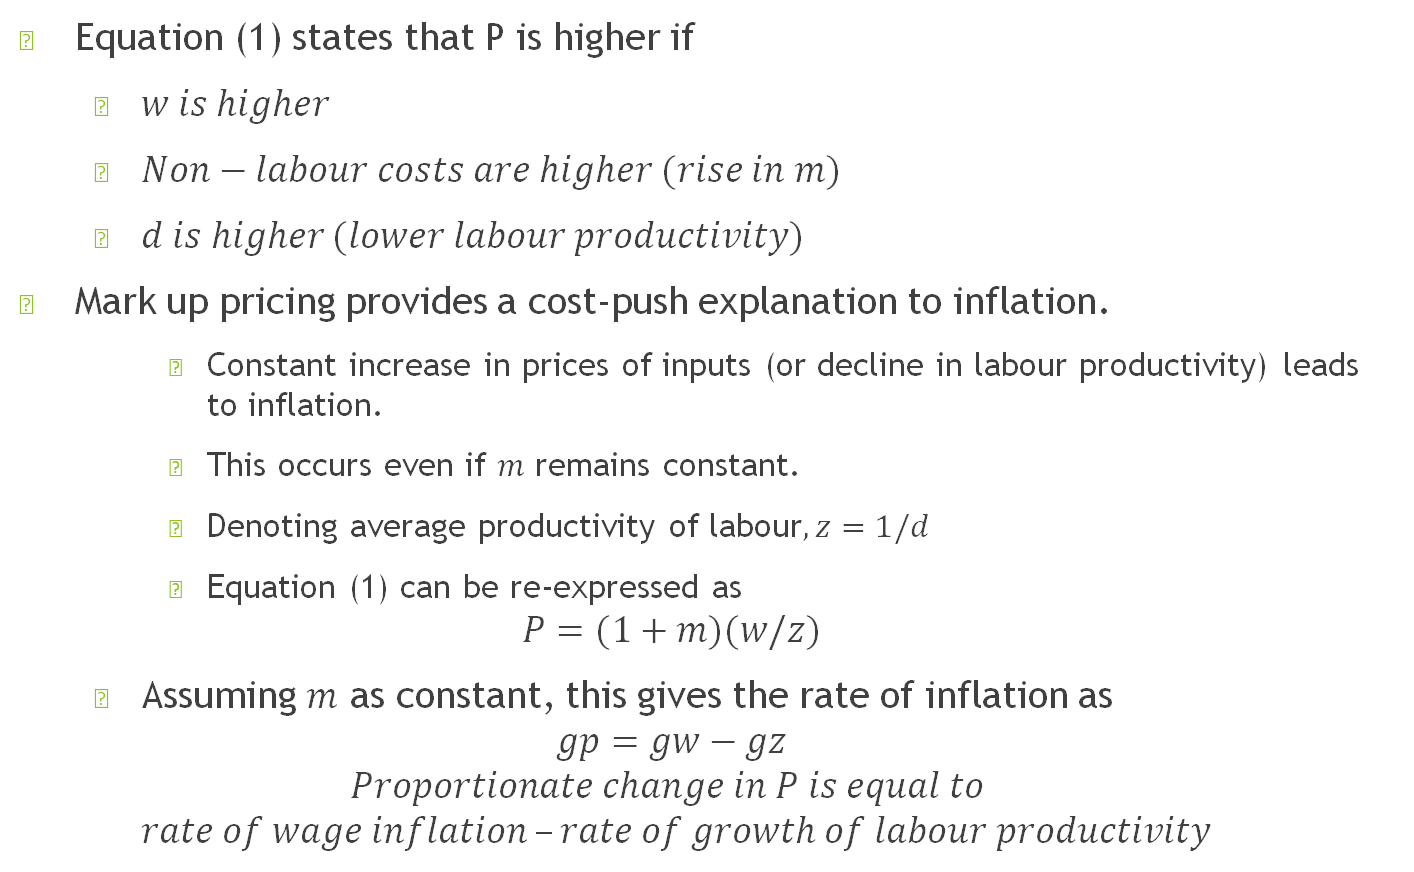 Equation (1) states that P is higher if
w is higher
Non − labour costs are higher (rise in m)
d is higher (lower labour productivity)
Mark up pricing provides a cost-push explanation to inflation.
Constant increase in prices of inputs (or decline in labour productivity) leads
to inflation.
This occurs even if m remains constant.
Denoting average productivity of labour, z = 1/d
Equation (1) can be re-expressed as
P = (1 + m)(w/z)
Assuming m as constant, this gives the rate of inflation as
gp = gw − gz
Proportionate change in P is equal to
rate of wage inflation – rate of growth of labour productivity